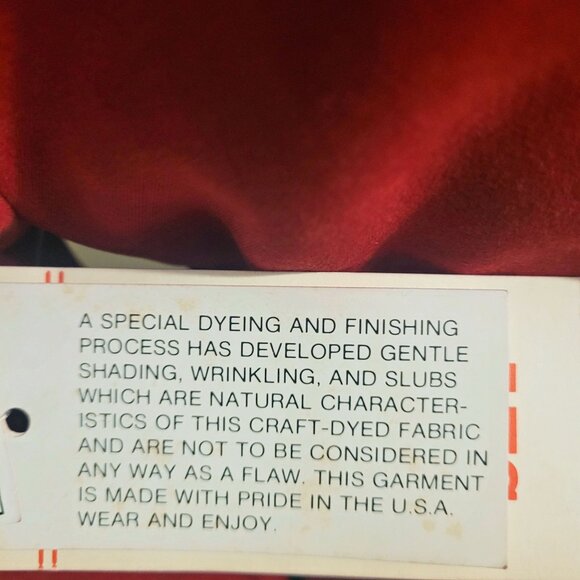 A SPECIAL DYEING AND FINISHING
PROCESS HAS DEVELOPED GENTLE
SHADING, WRINKLING, AND SLUBS
WHICH ARE NATURAL CHARACTER-
ISTICS OF THIS CRAFT-DYED FABRIC
AND ARE NOT TO BE CONSIDERED IN
ANY WAY AS A FLAW. THIS GARMENT
IS MADE WITH PRIDE IN THE U.S.A.
WEAR AND ENJOY.